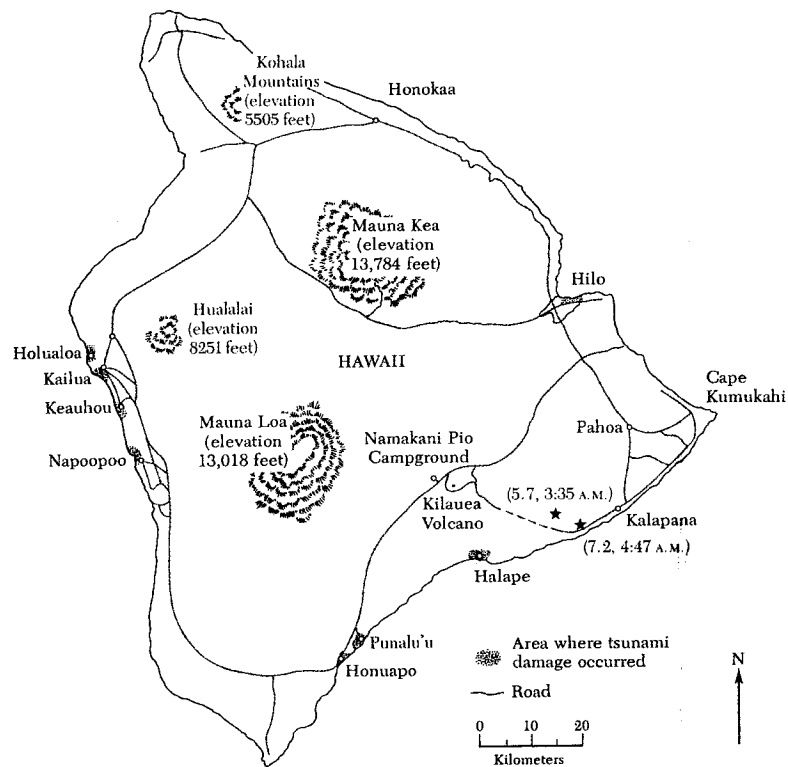 Kohala
Mountains
(elevation
5505 feet)
Honokaa
Mauna Kea
(elevation
13,784 feet)
Hilo
Hualalai
(elevation
8251 feet)
Holualoa
Kailua
Keauhou
HAWAII
Cape
Kumukahi
Mauna Loa
(elevation
13,018 feet)
Namakani Pio
Campground
Pahoa
Napoopoo
(5.7, 3:35 A.M.)
Kilauea
Volcano
Kalapana
(7.2, 4:47 A.M.)
Halape
Punalu'u
Honuapo
Area where tsunami
damage occurred
Road
N
0 10 20
Kilometers